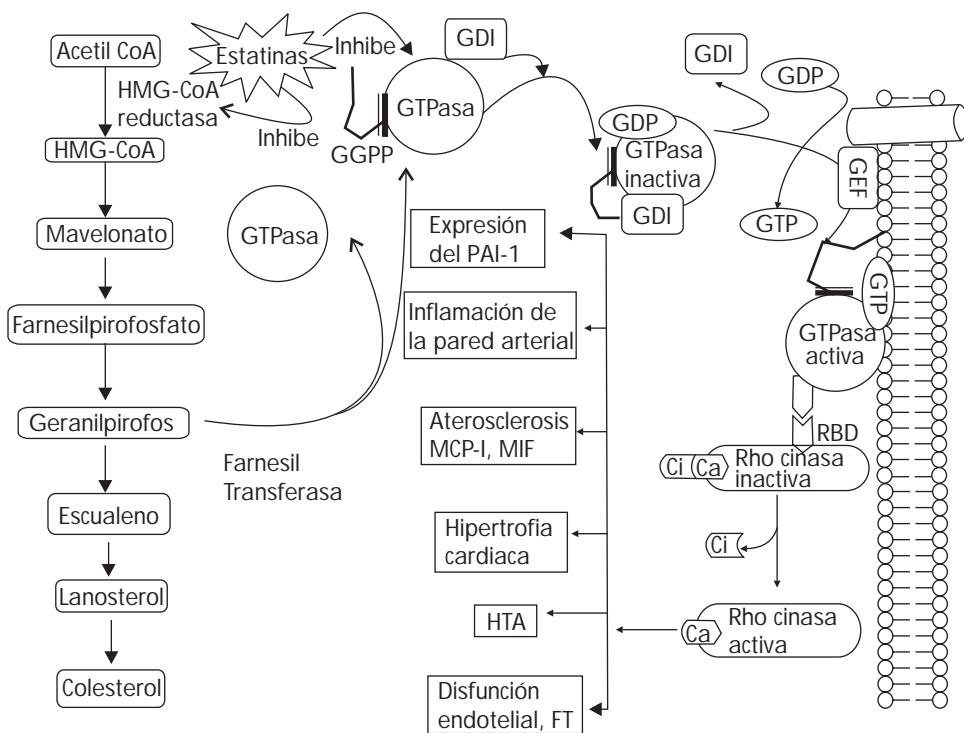 Acetil CoA
HMG-CoA
reductasa
HMG-CoA
Mavelonato
Farnesilpirofosfato
Geranilpirofos
Escualeno
Lanosterol
Colesterol
Estatinas
Inhibe
Inhibe
GGPP
GTPasa
GDI
GTPasa
Farnesil
Transferasa
GDP
GTPasa
inactiva
GDI
GDI
GDP
GTP
GEF
GTP
GTPasa
activa
RBD
Ci
Ca
Rho cinasa
inactiva
Ci
Ca
Rho cinasa
activa
Expresión
del PAI-1
Inflamación de
la pared arterial
Aterosclerosis
MCP-I, MIF
Hipertrofia
cardiaca
HTA
Disfunción
endotelial, FT